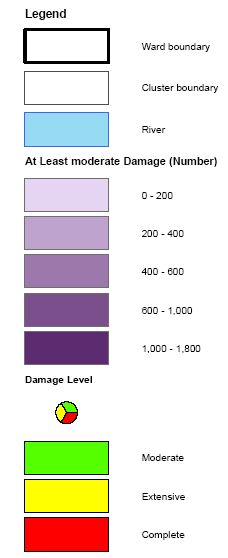 Legend
Ward boundary
Cluster boundary
River
At Least moderate Damage (Number)
0 - 200
200 - 400
400 - 600
600 - 1,000
1,000 - 1,800
Damage Level
Moderate
Extensive
Complete